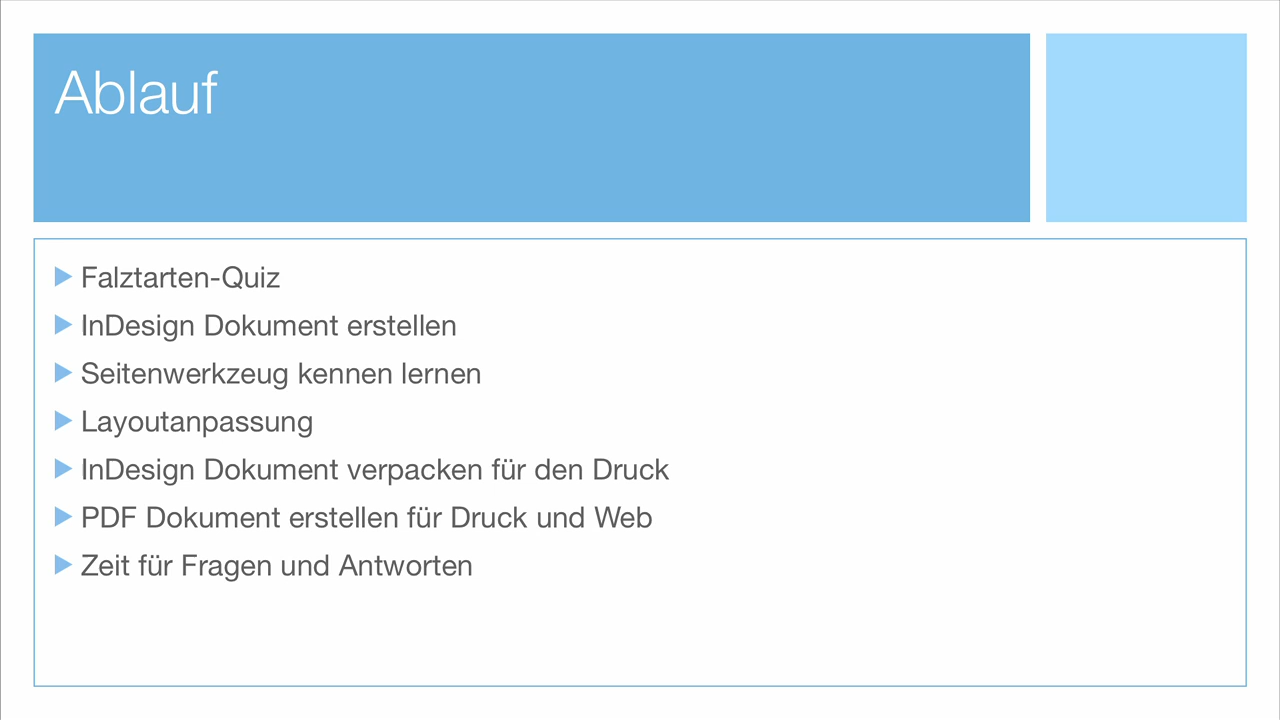 Ablauf
Falztarten-Quiz
InDesign Dokument erstellen
Seitenwerkzeug kennen lernen
Layoutanpassung
InDesign Dokument verpacken für den Druck
PDF Dokument erstellen für Druck und Web
Zeit für Fragen und Antworten